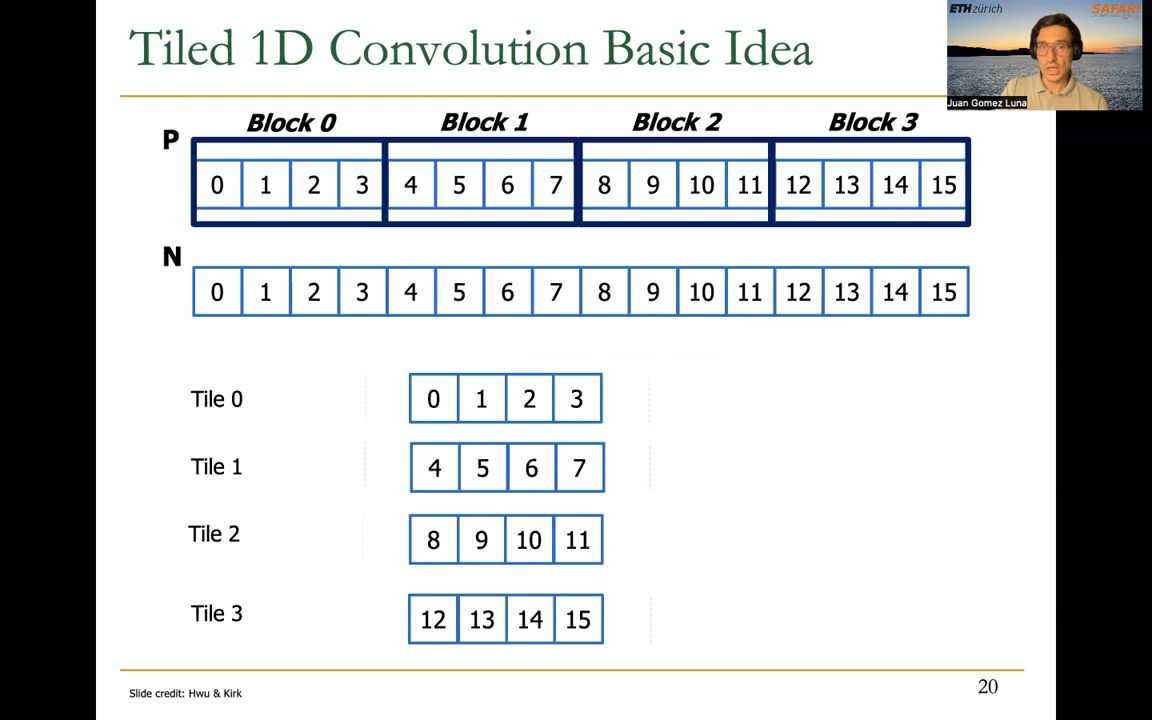 Tiled 1D Convolution Basic Idea
ETH zürich
SAFARI
Juan Gomez Luna
Block 0 Block 1 Block 2 Block 3
P
0 1 2 3 4 5 6 7 8 9 10 11 12 13 14 15
N
0 1 2 3 4 5 6 7 8 9 10 11 12 13 14 15
Tile 0 0 1 2 3
Tile 1 4 5 6 7
Tile 2 8 9 10 11
Tile 3 12 13 14 15
Slide credit: Hwu & Kirk
20